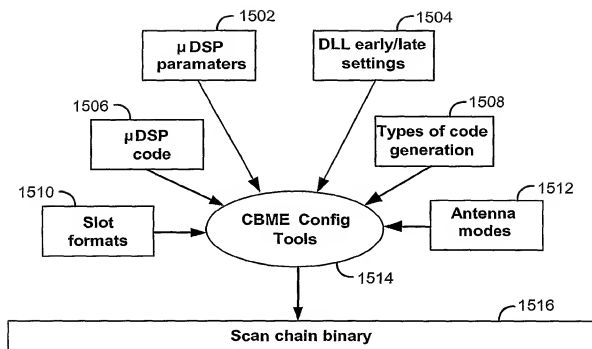 1502
1504
µDSP
paramaters
DLL early/late
settings
1506
1508
µDSP
code
Types of code
generation
1510
1512
Slot
formats
CBME Config
Tools
Antenna
modes
1514
1516
Scan chain binary